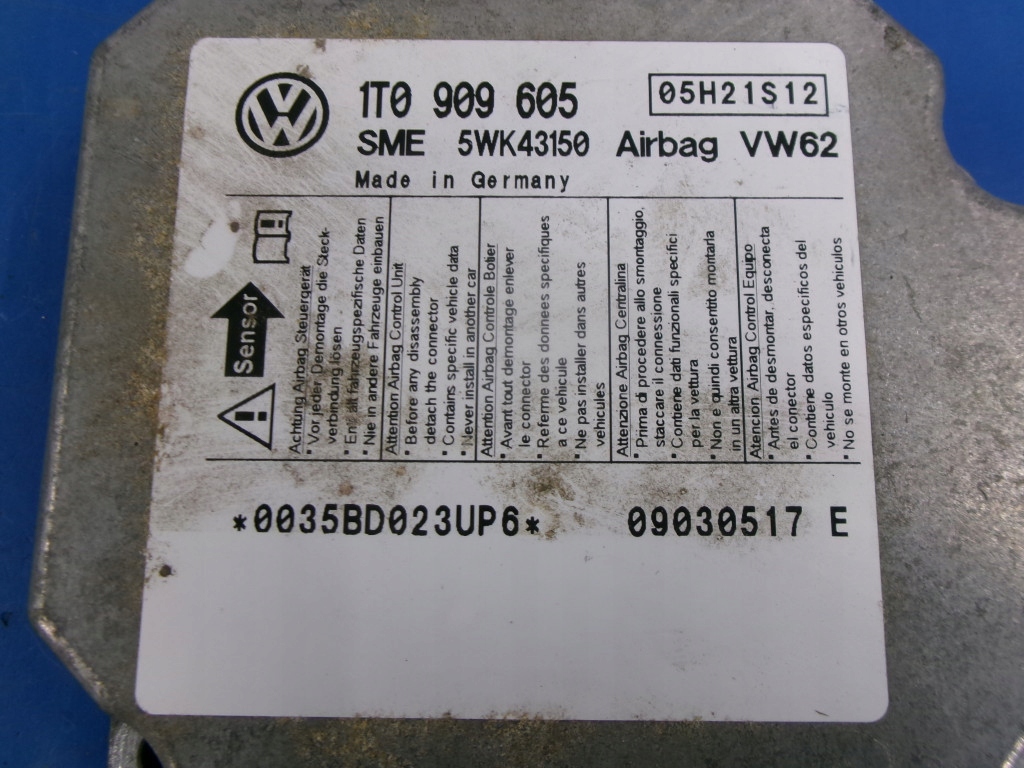 1T0 909 605
05H21S12
SME 5WK43150 Airbag VW62
Made in Germany
Sensor
Achtung Airbag Steuergerät
• Vor jeder Demontage die Steck-
verbindung lösen
• Enthält fahrzeugspezifische Daten
• Nie in andere Fahrzeuge einbauen
Attention Airbag Control Unit
• Before any disassembly
detach the connector
• Contains specific vehicle data
• Never install in another car
Attention Airbag Controle Boîtier
• Avant tout demontage enlever
le connector
• Referme des donnees specifiques
a ce vehicule
• Ne pas installer dans autres
vehicules
Attenzione Airbag Centralina
• Prima di procedere allo smontaggio,
staccare il connessione
• Contiene dati funzionali specifici
per la vettura
• Non e quindi consentito montarla
in un altra vettura
Atencion Airbag Control Equipo
• Antes de desmontar, desconecta
el conector
• Contiene datos especificos del
vehiculo
• No se monte en otros vehiculos
*0035BD023UP6* 09030517 E